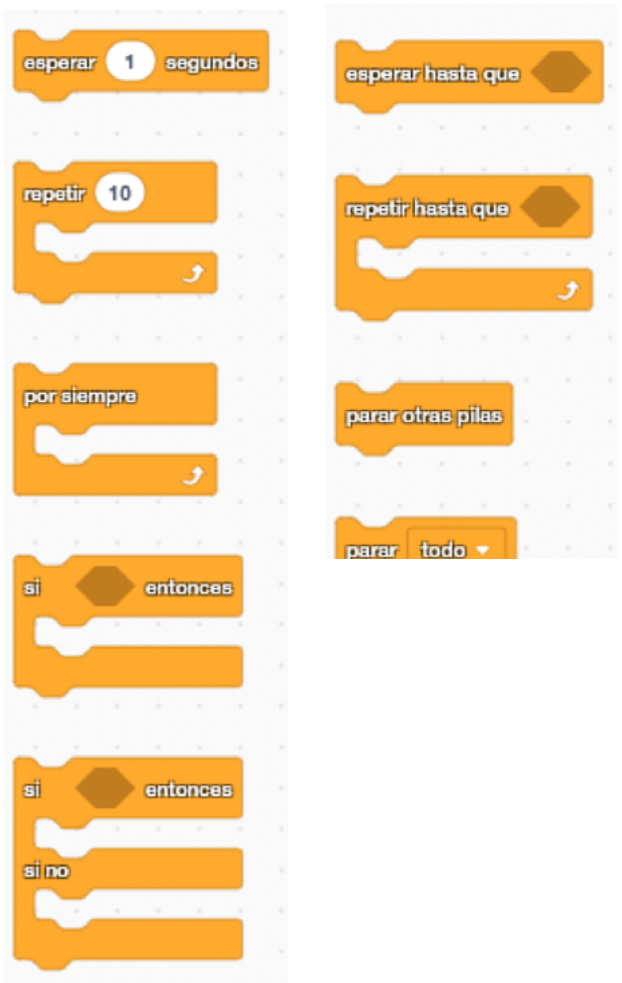 esperar 1 segundos
repetir 10
por siempre
si entonces
si entonces
si no
esperar hasta que
repetir hasta que
parar otras pilas
parar todo